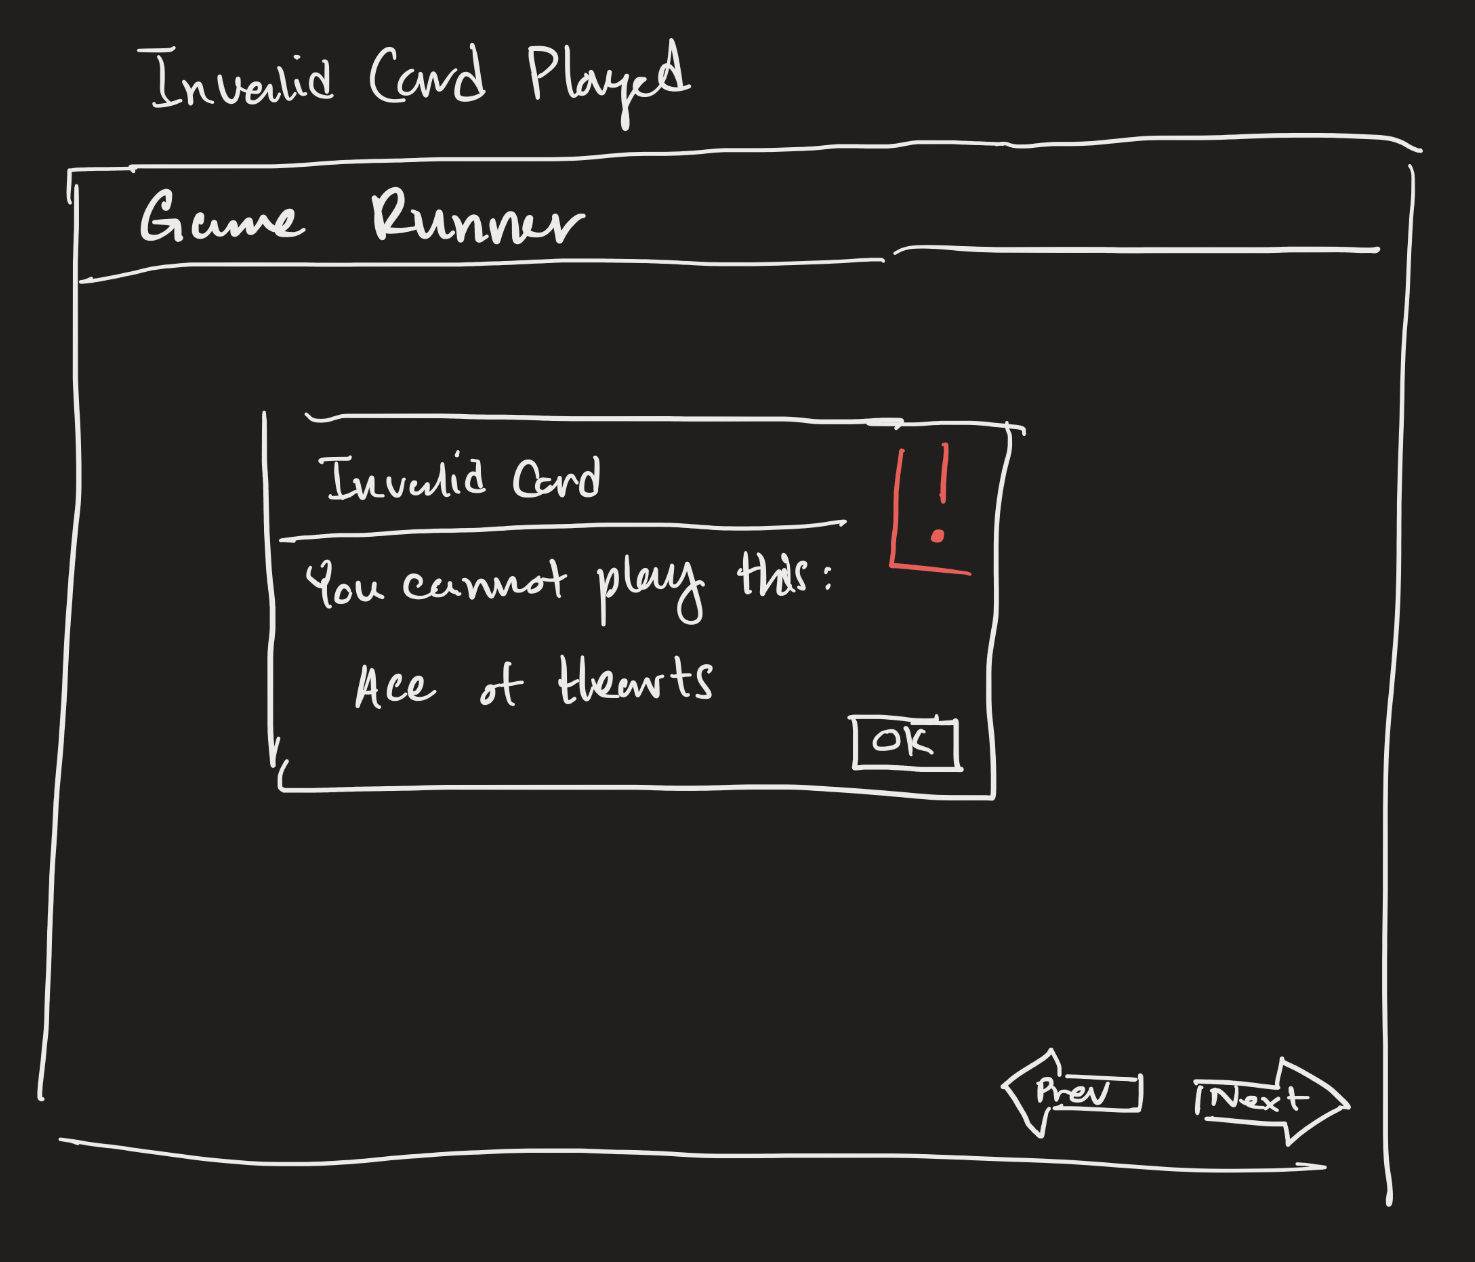 Invalid Card Played
Game Runner
Invalid Card
!
You cannot play this:
Ace of Hearts
OK
Prev
Next